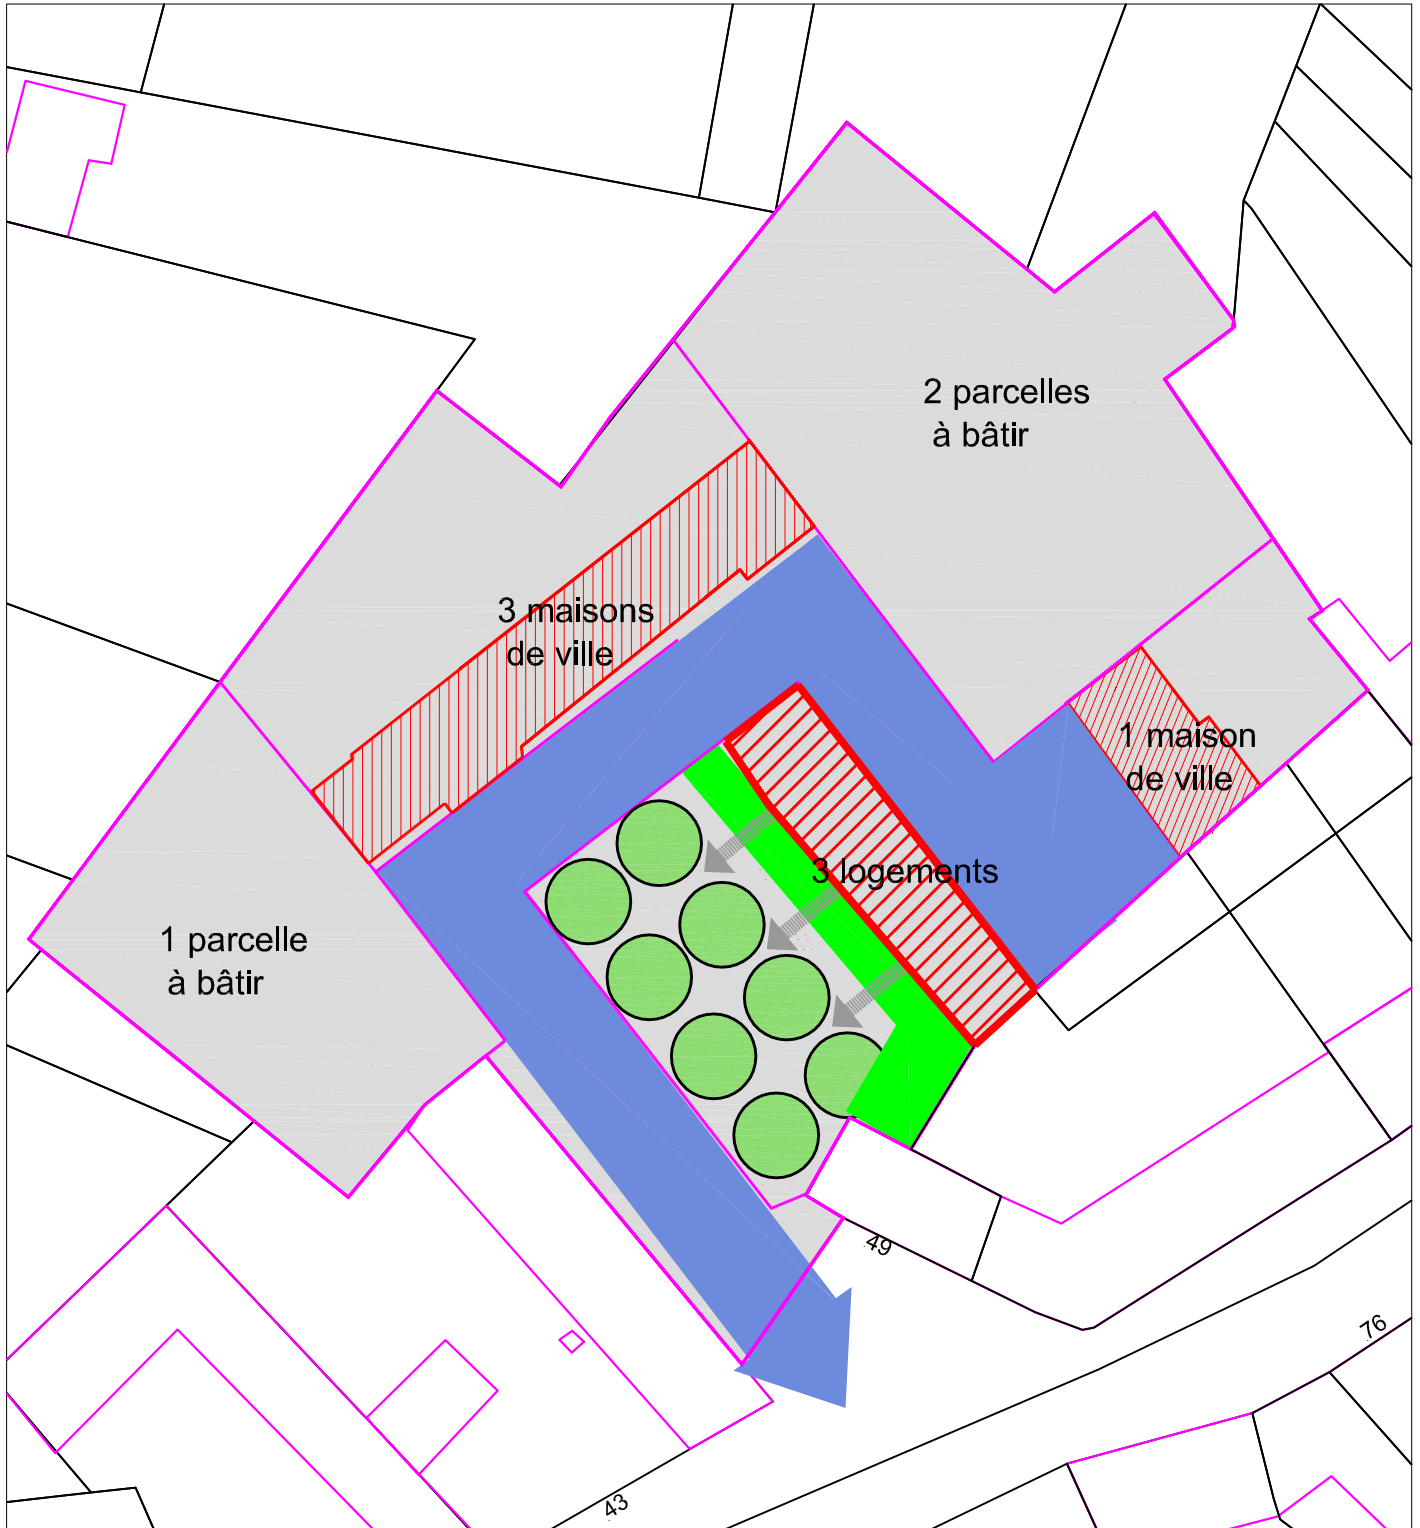 2 parcelles
à bâtir
3 maisons
de ville
1 maison
de ville
3 logements
1 parcelle
à bâtir
49
76
43